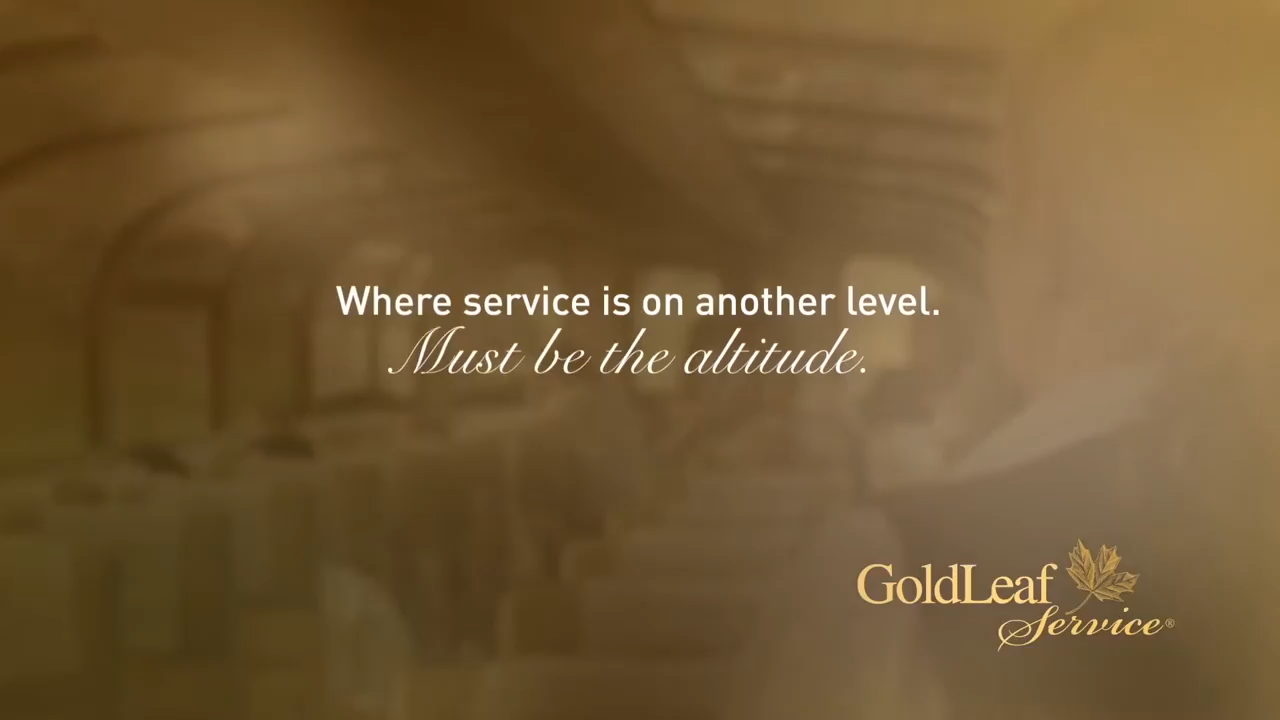 Where service is on another level.
Must be the altitude.
GoldLeaf
Service®